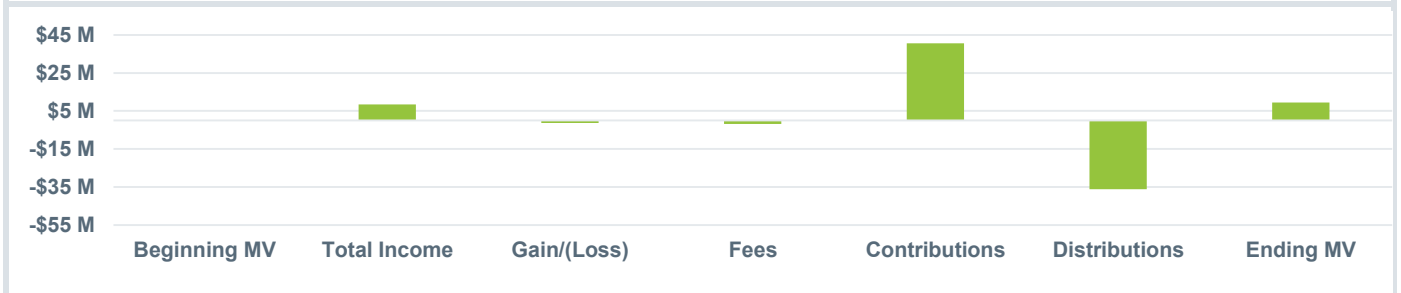 $45 M
$25 M
$5 M
-$15 M
-$35 M
-$55 M
Beginning MV Total Income Gain/(Loss) Fees Contributions Distributions Ending MV